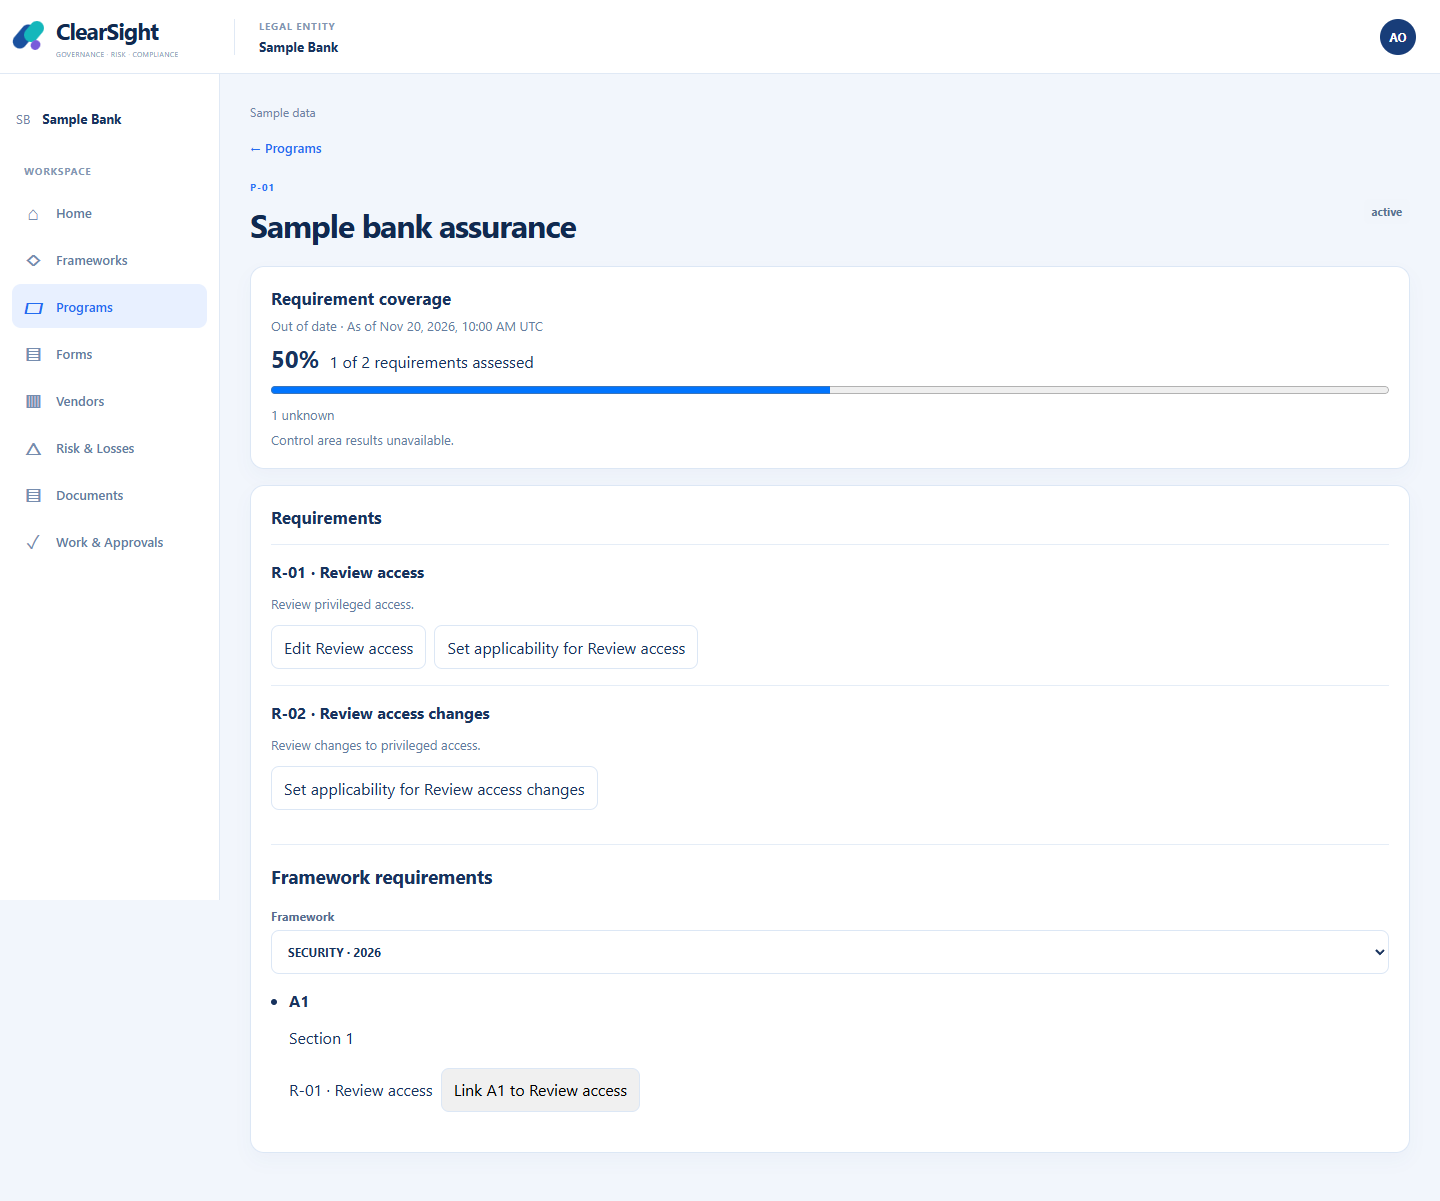 ClearSight
GOVERNANCE · RISK · COMPLIANCE
LEGAL ENTITY
Sample Bank
AO
SB Sample Bank
WORKSPACE
Home
Frameworks
Programs
Forms
Vendors
Risk & Losses
Documents
Work & Approvals
Sample data
← Programs
P-01
Sample bank assurance
active
Requirement coverage
Out of date · As of Nov 20, 2026, 10:00 AM UTC
50% 1 of 2 requirements assessed
1 unknown
Control area results unavailable.
Requirements
R-01 · Review access
Review privileged access.
Edit Review access
Set applicability for Review access
R-02 · Review access changes
Review changes to privileged access.
Set applicability for Review access changes
Framework requirements
Framework
SECURITY · 2026
A1
Section 1
R-01 · Review access
Link A1 to Review access